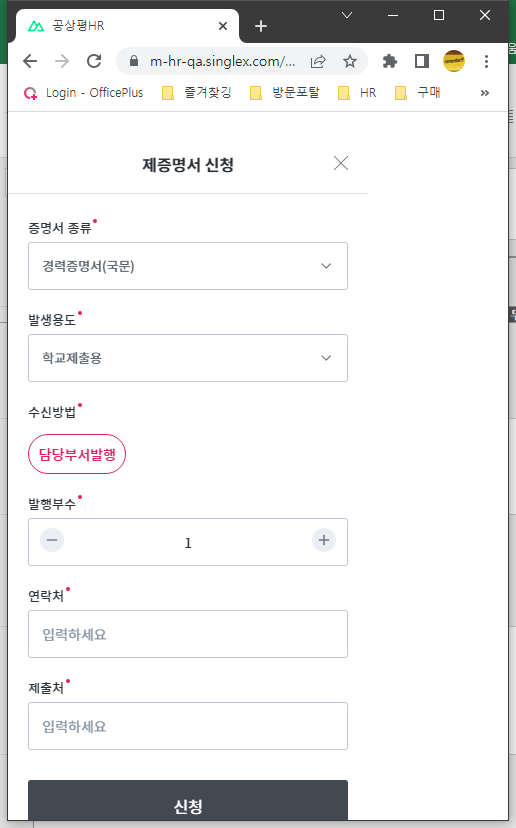 공상평HR
m-hr-qa.singlex.com/...
Login - OfficePlus 즐겨찾깅 방문포탈 HR 구매 »
제증명서 신청
증명서 종류
경력증명서(국문)
발생용도
학교제출용
수신방법
담당부서발행
발행부수
1
연락처
입력하세요
제출처
입력하세요
신청